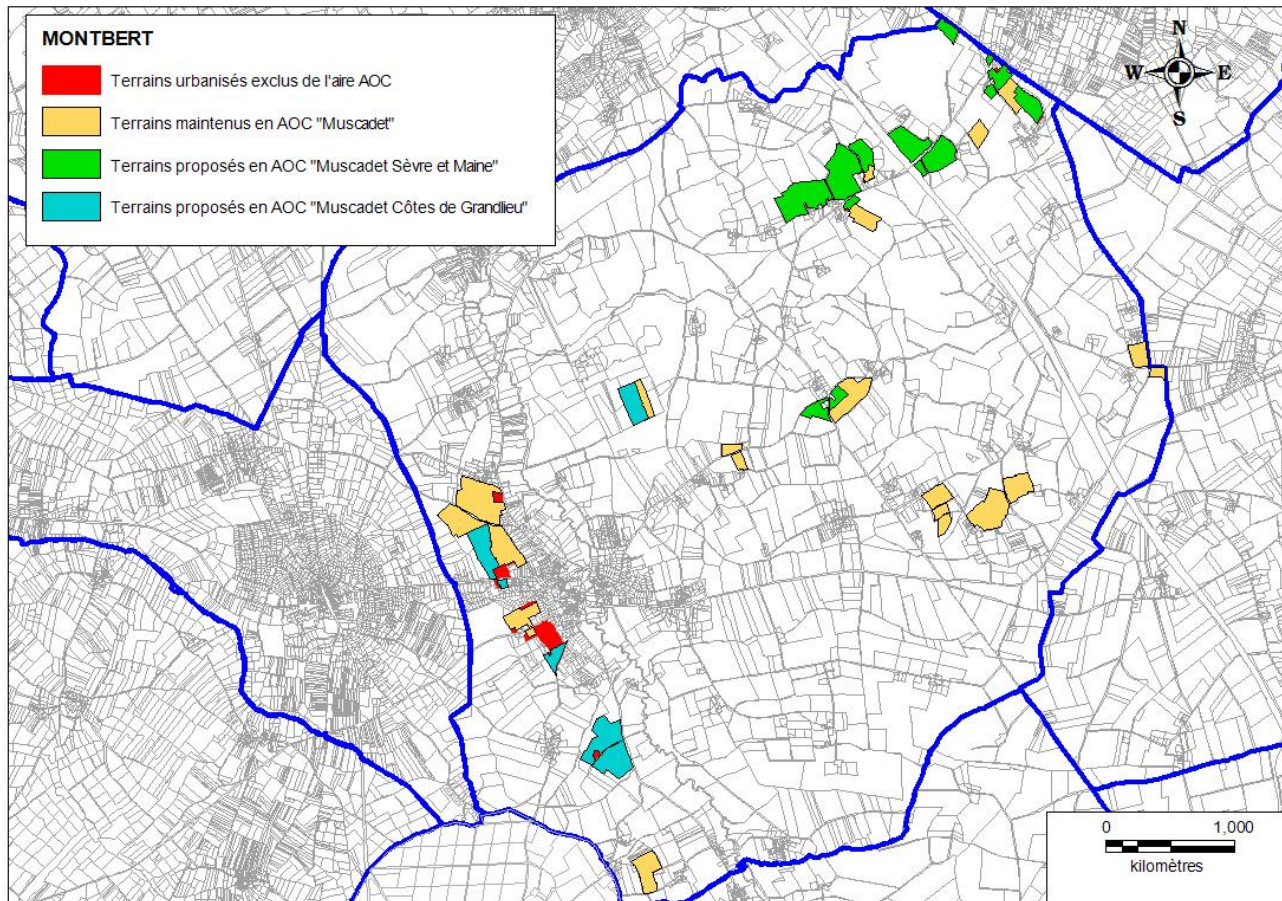 MONTBERT
Terrains urbanisés exclus de l'aire AOC
Terrains maintenus en AOC "Muscadet"
Terrains proposés en AOC "Muscadet Sèvre et Maine"
Terrains proposés en AOC "Muscadet Côtes de Grandlieu"
N
W E
S
0 1,000
kilomètres